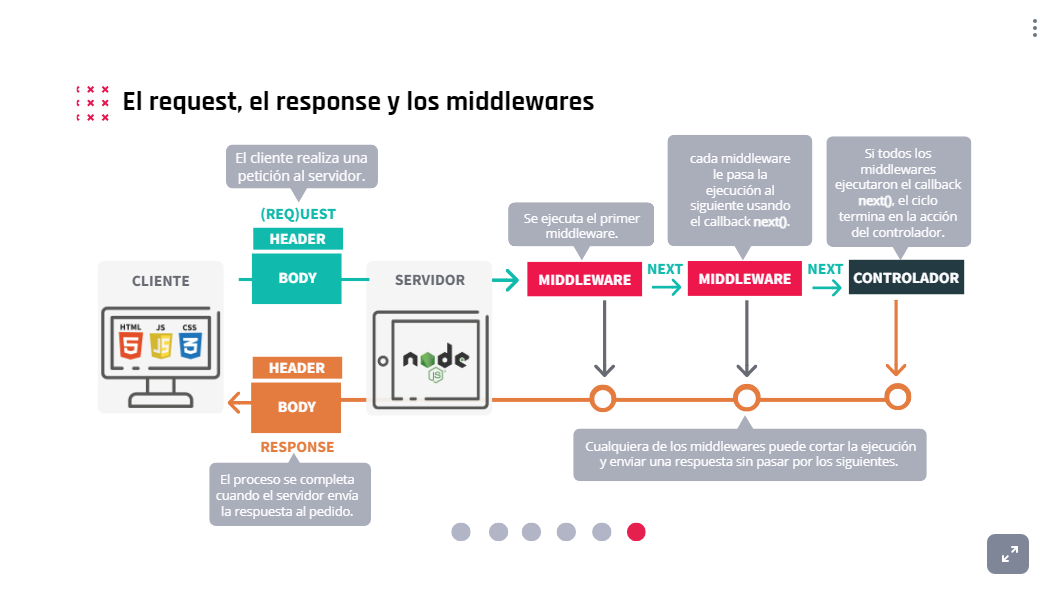 El request, el response y los middlewares
El cliente realiza una
petición al servidor.
(REQ)UEST
HEADER
BODY
CLIENTE
HTML
JS
CSS
5
JS
3
SERVIDOR
node
JS
Se ejecuta el primer
middleware.
MIDDLEWARE
NEXT
cada middleware
le pasa la
ejecución al
siguiente usando
el callback next().
MIDDLEWARE
NEXT
Si todos los
middlewares
ejecutaron el callback
next(), el ciclo
termina en la acción
del controlador.
CONTROLADOR
HEADER
BODY
RESPONSE
El proceso se completa
cuando el servidor envía
la respuesta al pedido.
Cualquiera de los middlewares puede cortar la ejecución
y enviar una respuesta sin pasar por los siguientes.